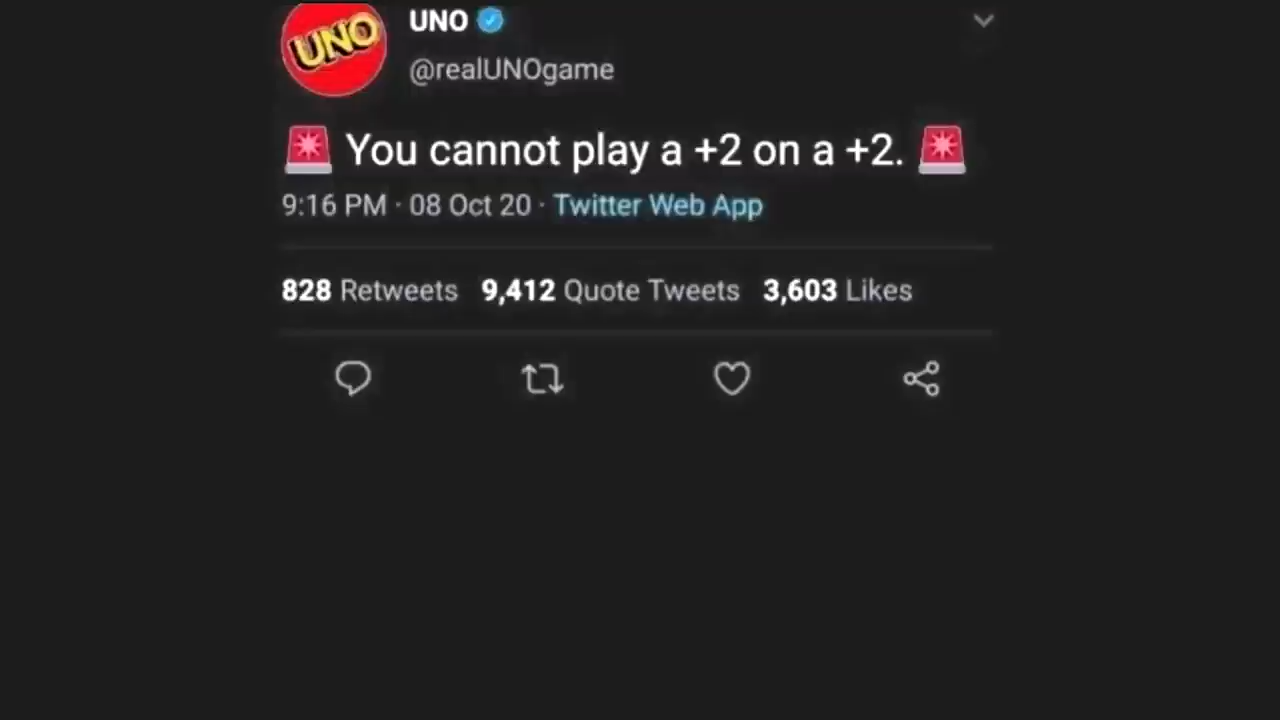 UNO
UNO
@realUNOgame
🚨 You cannot play a +2 on a +2. 🚨
9:16 PM · 08 Oct 20 · Twitter Web App
828 Retweets 9,412 Quote Tweets 3,603 Likes